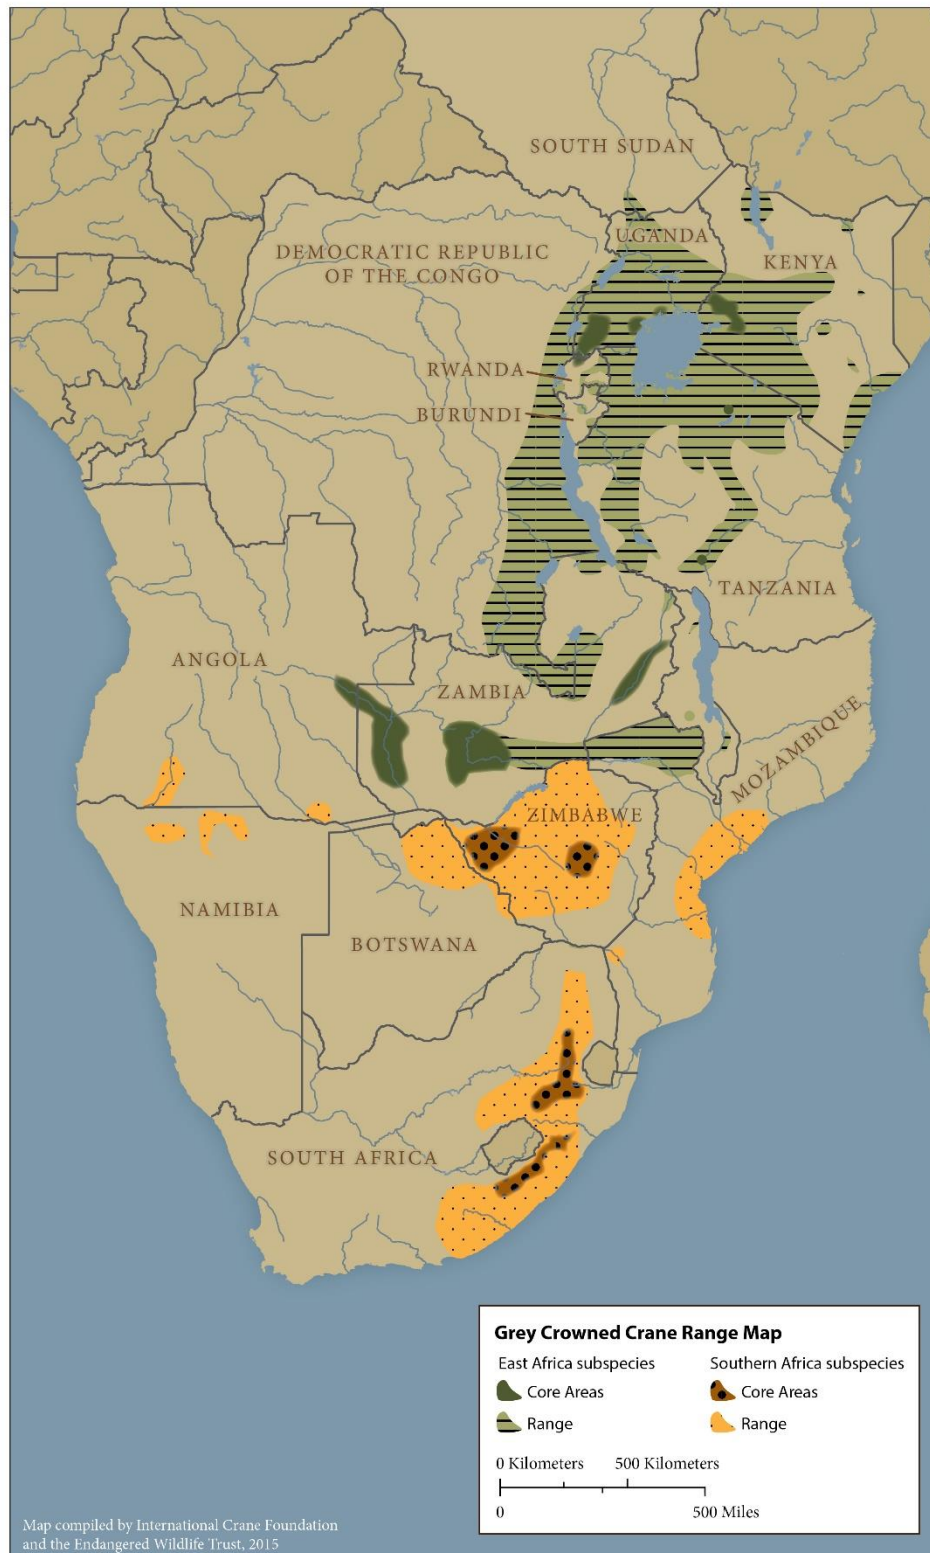 SOUTH SUDAN
UGANDA
DEMOCRATIC REPUBLIC
OF THE CONGO
KENYA
RWANDA
BURUNDI
TANZANIA
ANGOLA
ZAMBIA
MOZAMBIQUE
ZIMBABWE
NAMIBIA
BOTSWANA
SOUTH AFRICA
Grey Crowned Crane Range Map
East Africa subspecies
Core Areas
Range
Southern Africa subspecies
Core Areas
Range
0 Kilometers 500 Kilometers
0 500 Miles
Map compiled by International Crane Foundation
and the Endangered Wildlife Trust, 2015